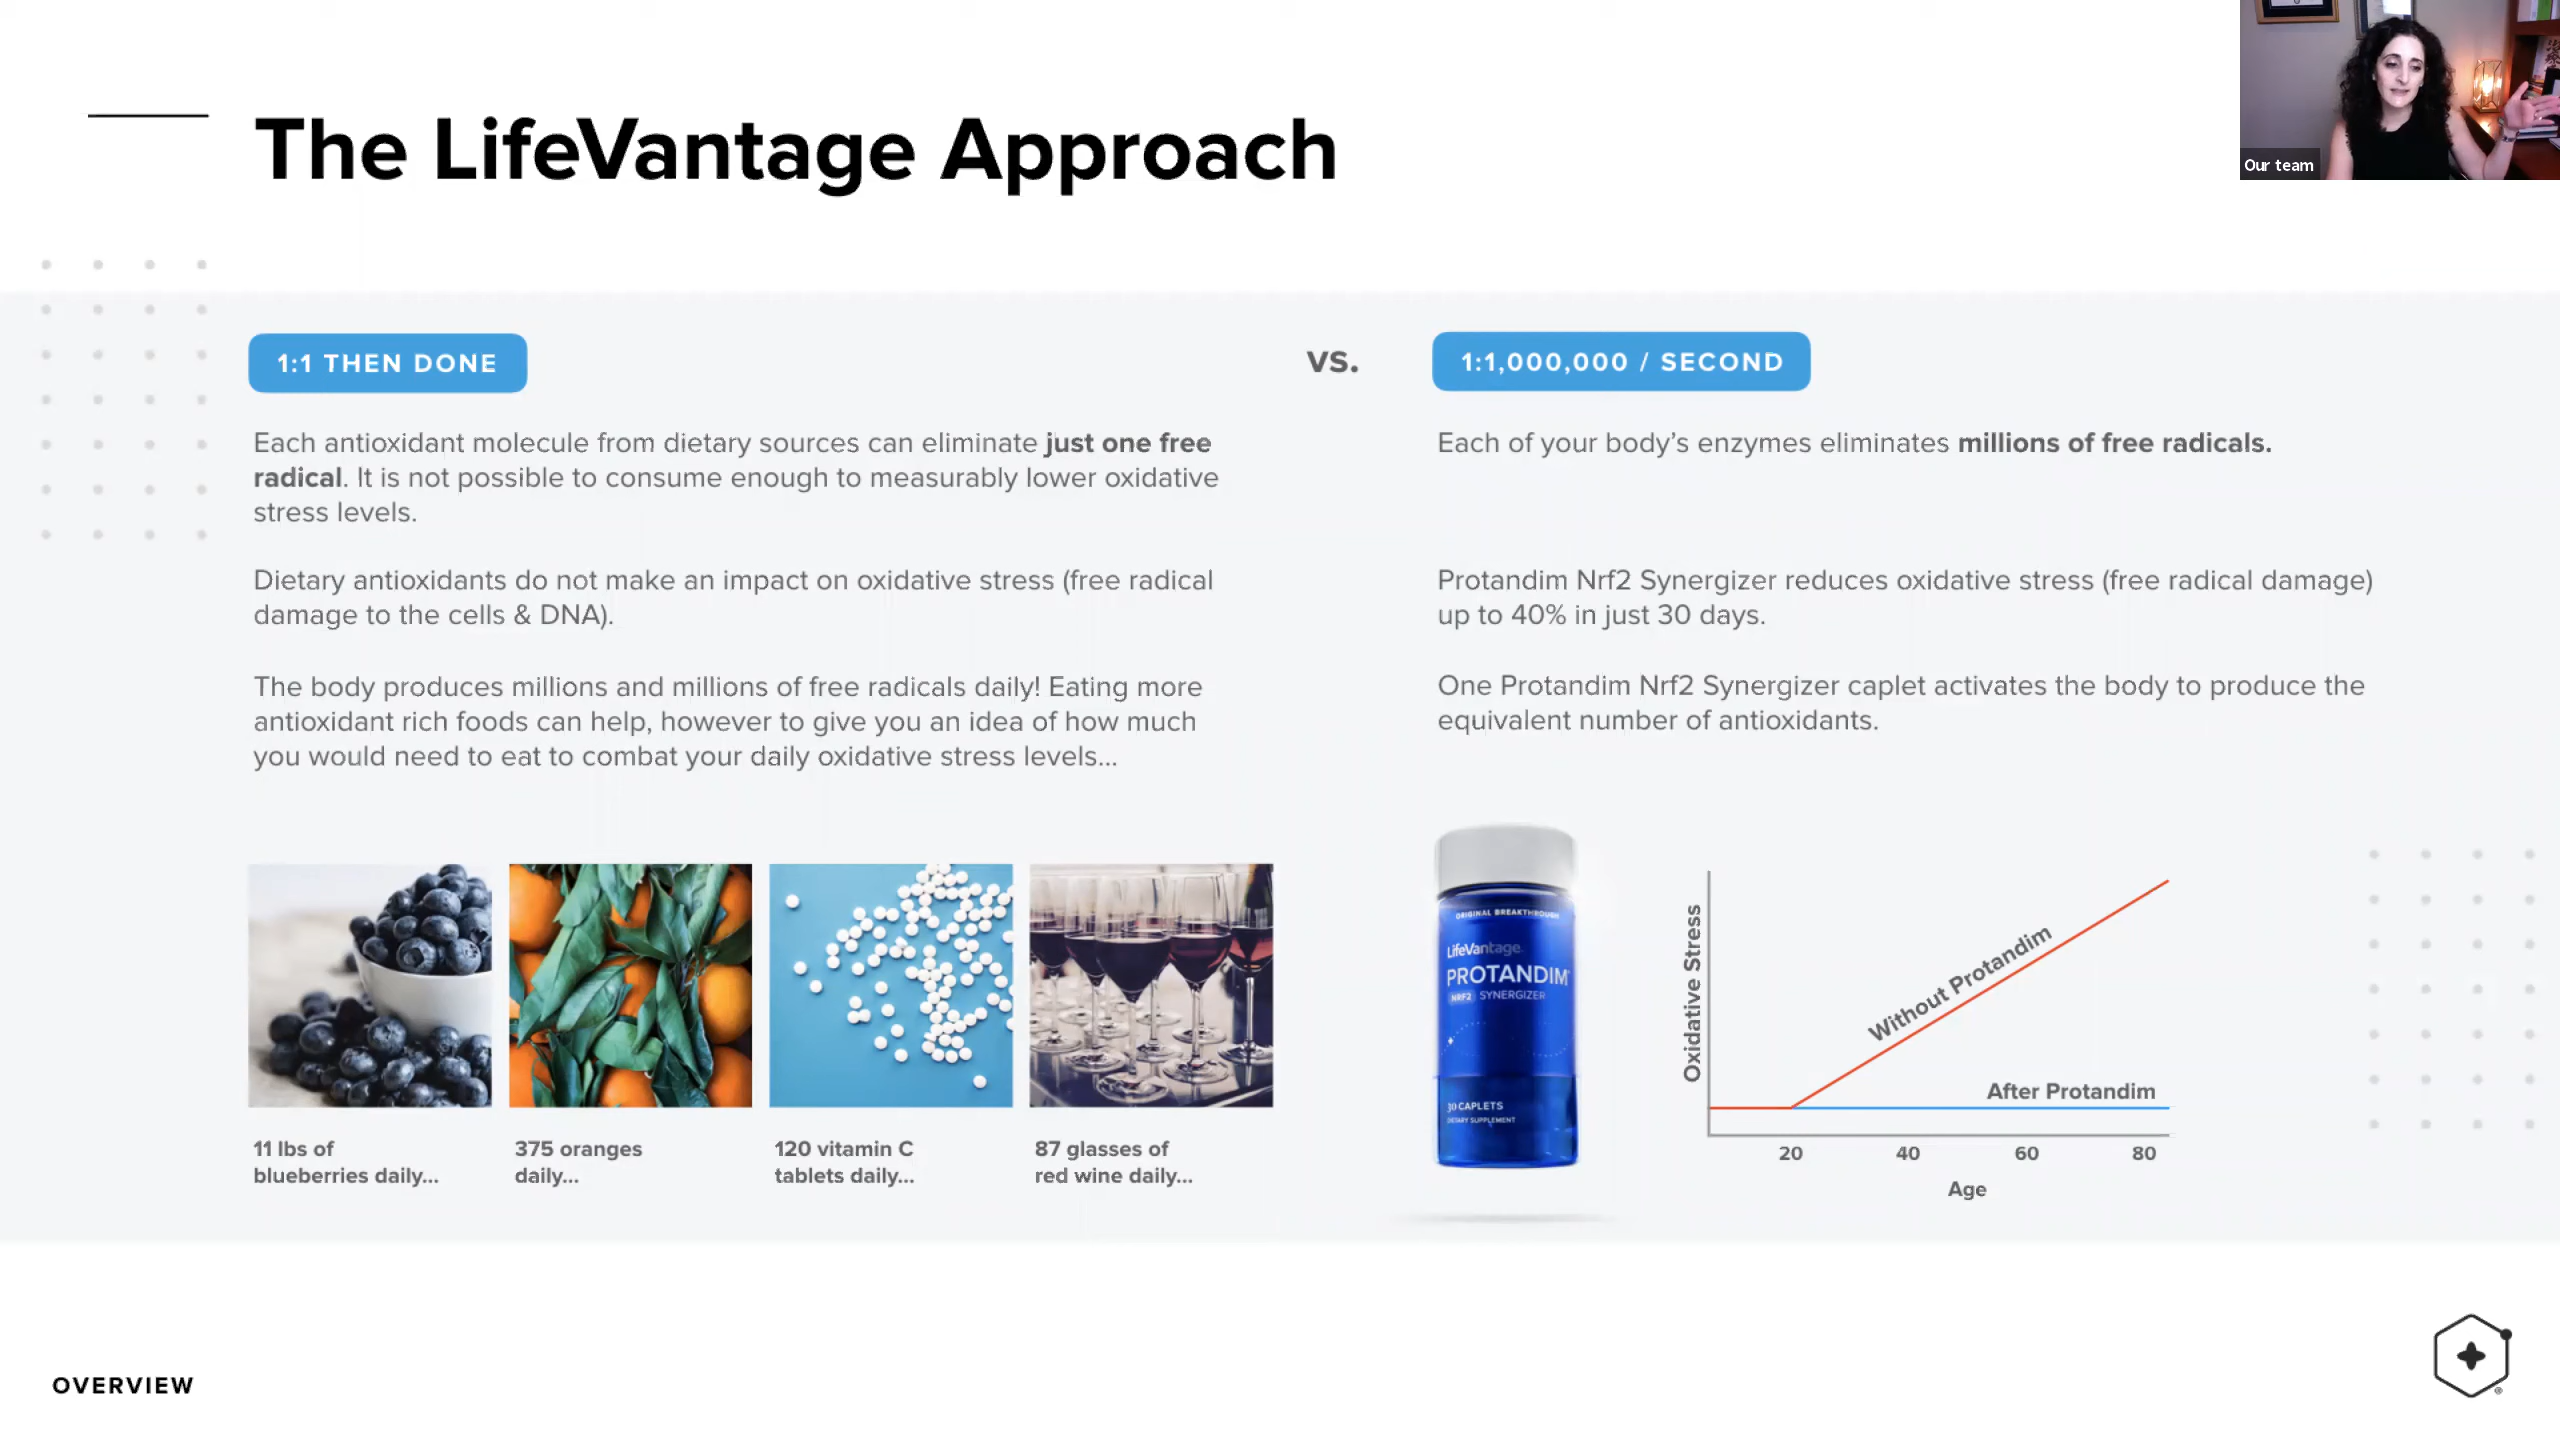 The LifeVantage Approach
Our team
1:1 THEN DONE
VS.
1:1,000,000 / SECOND
Each antioxidant molecule from dietary sources can eliminate just one free
radical. It is not possible to consume enough to measurably lower oxidative
stress levels.
Dietary antioxidants do not make an impact on oxidative stress (free radical
damage to the cells & DNA).
The body produces millions and millions of free radicals daily! Eating more
antioxidant rich foods can help, however to give you an idea of how much
you would need to eat to combat your daily oxidative stress levels...
Each of your body's enzymes eliminates millions of free radicals.
Protandim Nrf2 Synergizer reduces oxidative stress (free radical damage)
up to 40% in just 30 days.
One Protandim Nrf2 Synergizer caplet activates the body to produce the
equivalent number of antioxidants.
11 lbs of
blueberries daily...
375 oranges
daily...
120 vitamin C
tablets daily...
87 glasses of
red wine daily...
ORIGINAL BREAKTHROUGH
LifeVantage
PROTANDIM
NRF2 SYNERGIZER
30 CAPLETS
DIETARY SUPPLEMENT
Oxidative Stress
Without Protandim
After Protandim
20 40 60 80
Age
OVERVIEW